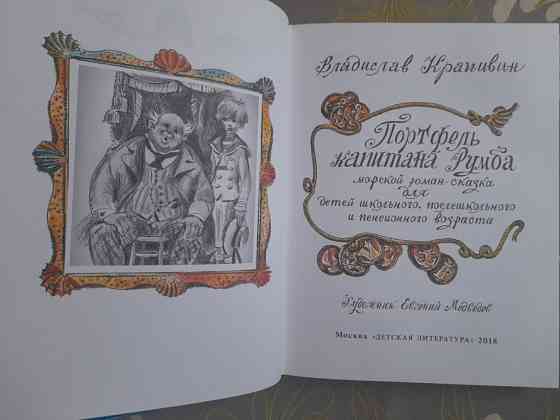 Владислав Крапивин
Портфель
капитана Румба
морской роман-сказка
для
детей школьного, послешкольного
и пенсионного возраста
Художник Евгений Медведев
Москва «ДЕТСКАЯ ЛИТЕРАТУРА» 2018